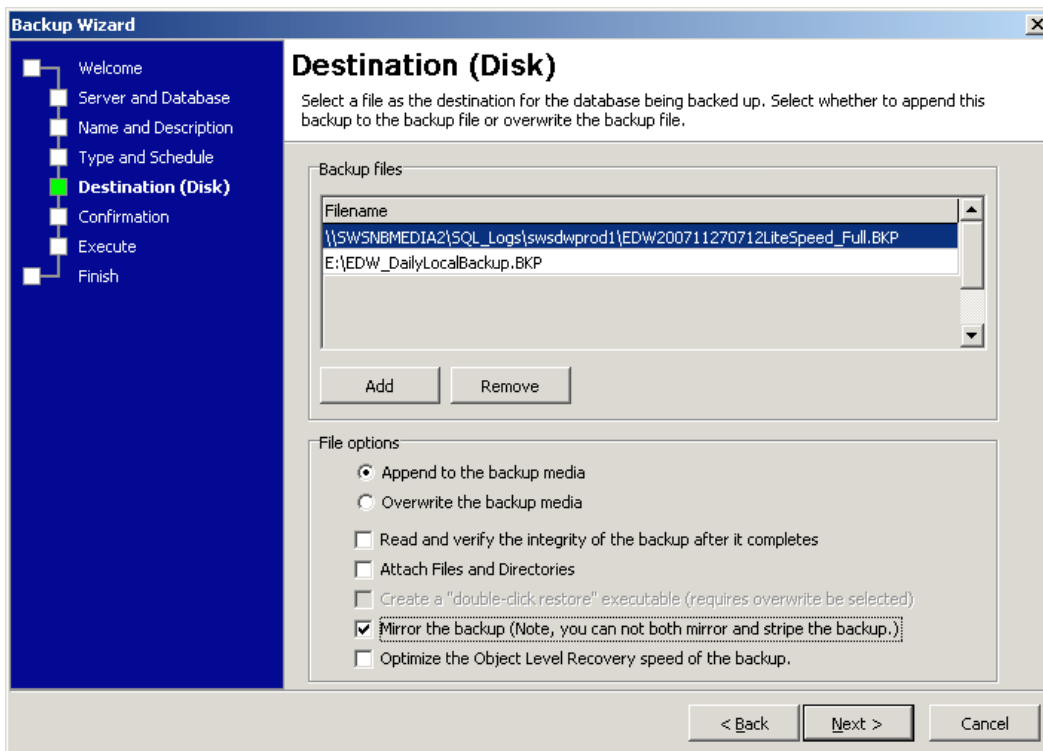 Backup Wizard
Welcome
Server and Database
Name and Description
Type and Schedule
Destination (Disk)
Confirmation
Execute
Finish
Destination (Disk)
Select a file as the destination for the database being backed up. Select whether to append this
backup to the backup file or overwrite the backup file.
Backup files
Filename
\\SWSNBMEDIA2\SQL_Logs\swsdwprod1\EDW200711270712LiteSpeed_Full.BKP
E:\EDW_DailyLocalBackup.BKP
Add
Remove
File options
Append to the backup media
Overwrite the backup media
Read and verify the integrity of the backup after it completes
Attach Files and Directories
Create a "double-click restore" executable (requires overwrite be selected)
Mirror the backup (Note, you can not both mirror and stripe the backup.)
Optimize the Object Level Recovery speed of the backup.
< Back
Next >
Cancel